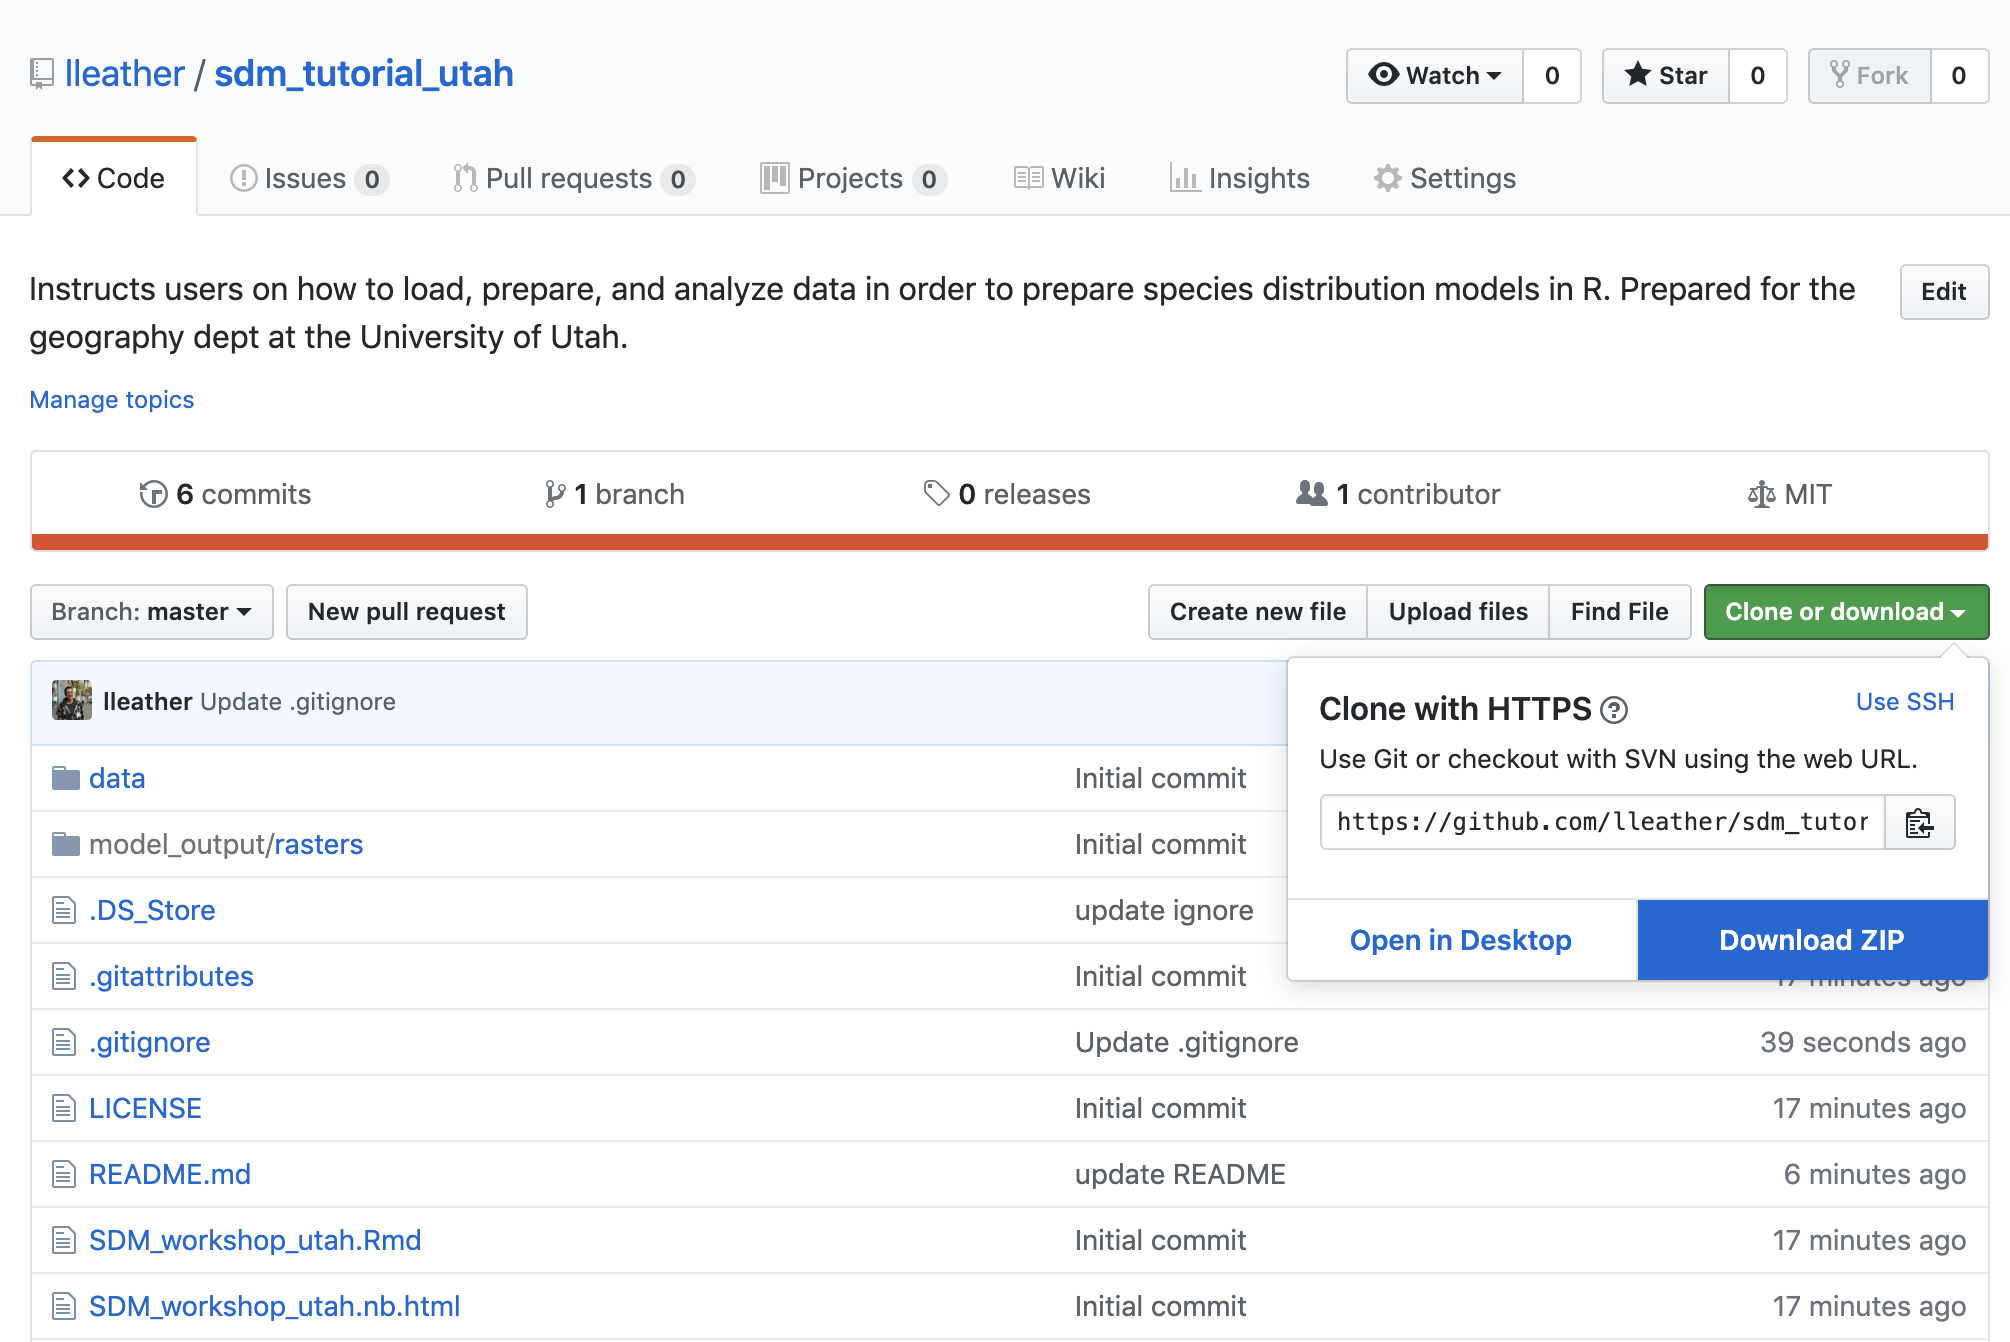 lleather / sdm_tutorial_utah
Watch 0 Star 0 Fork 0
Code Issues 0 Pull requests 0 Projects 0 Wiki Insights Settings
Instructs users on how to load, prepare, and analyze data in order to prepare species distribution models in R. Prepared for the
geography dept at the University of Utah.
Edit
Manage topics
6 commits 1 branch 0 releases 1 contributor MIT
Branch: master New pull request Create new file Upload files Find File Clone or download
lleather Update .gitignore
Clone with HTTPS ? Use SSH
Use Git or checkout with SVN using the web URL.
https://github.com/lleather/sdm_tutor
Open in Desktop Download ZIP
data Initial commit
model_output/rasters Initial commit
.DS_Store update ignore
.gitattributes Initial commit 17 minutes ago
.gitignore Update .gitignore 39 seconds ago
LICENSE Initial commit 17 minutes ago
README.md update README 6 minutes ago
SDM_workshop_utah.Rmd Initial commit 17 minutes ago
SDM_workshop_utah.nb.html Initial commit 17 minutes ago